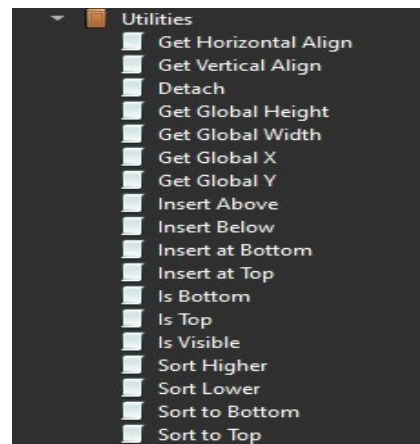 Utilities
Get Horizontal Align
Get Vertical Align
Detach
Get Global Height
Get Global Width
Get Global X
Get Global Y
Insert Above
Insert Below
Insert at Bottom
Insert at Top
Is Bottom
Is Top
Is Visible
Sort Higher
Sort Lower
Sort to Bottom
Sort to Top